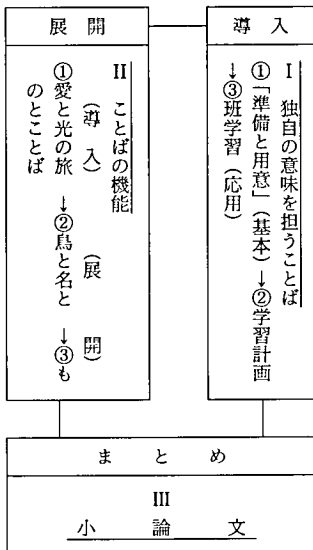 導入
Ⅰ 独自の意味を担うことば
①「準備と用意」(基本)→②学習計画
→③班学習(応用)
展開
Ⅱ ことばの機能
(導入) (展開)
①愛と光の旅 →②鳥と名と →③も
のとことば
まとめ
Ⅲ
小論文